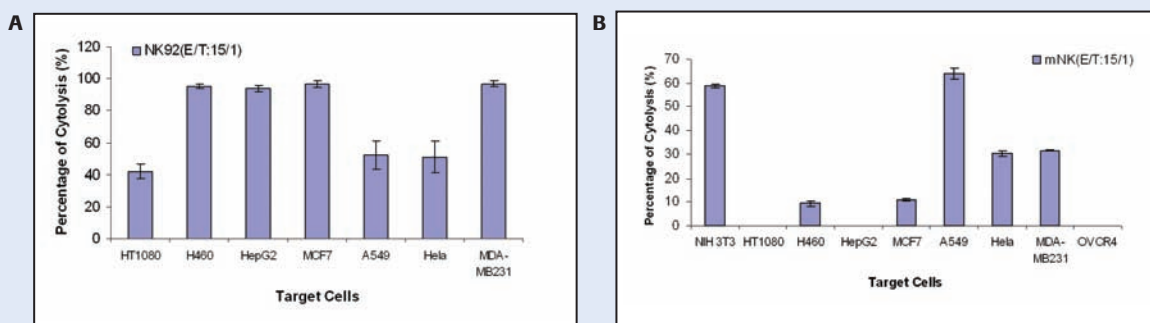 A
NK92(E/T:15/1)
Percentage of Cytolysis (%)
120
100
80
60
40
20
0
HT1080 H460 HepG2 MCF7 A549 Hela MDA-
MB231
Target Cells
B
mNK(E/T:15/1)
Percentage of Cytolysis (%)
70
60
50
40
30
20
10
0
NIH 3T3 HT1080 H460 HepG2 MCF7 A549 Hela MDA- OVCR4
MB231
Target Cells